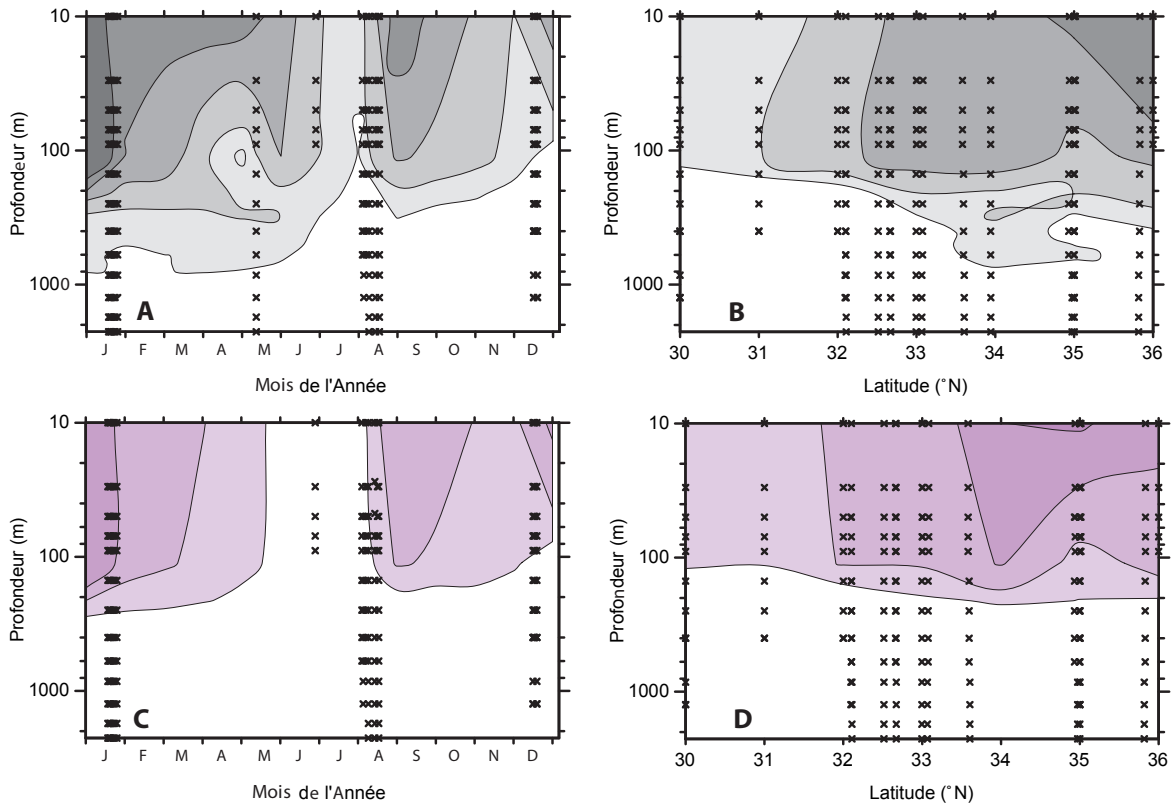 10
100
1000
Profondeur (m)
A
J F M A M J J A S O N D
Mois de l'Année
10
100
1000
Profondeur (m)
B
30 31 32 33 34 35 36
Latitude (˚N)
10
100
1000
Profondeur (m)
C
J F M A M J J A S O N D
Mois de l'Année
10
100
1000
Profondeur (m)
D
30 31 32 33 34 35 36
Latitude (˚N)